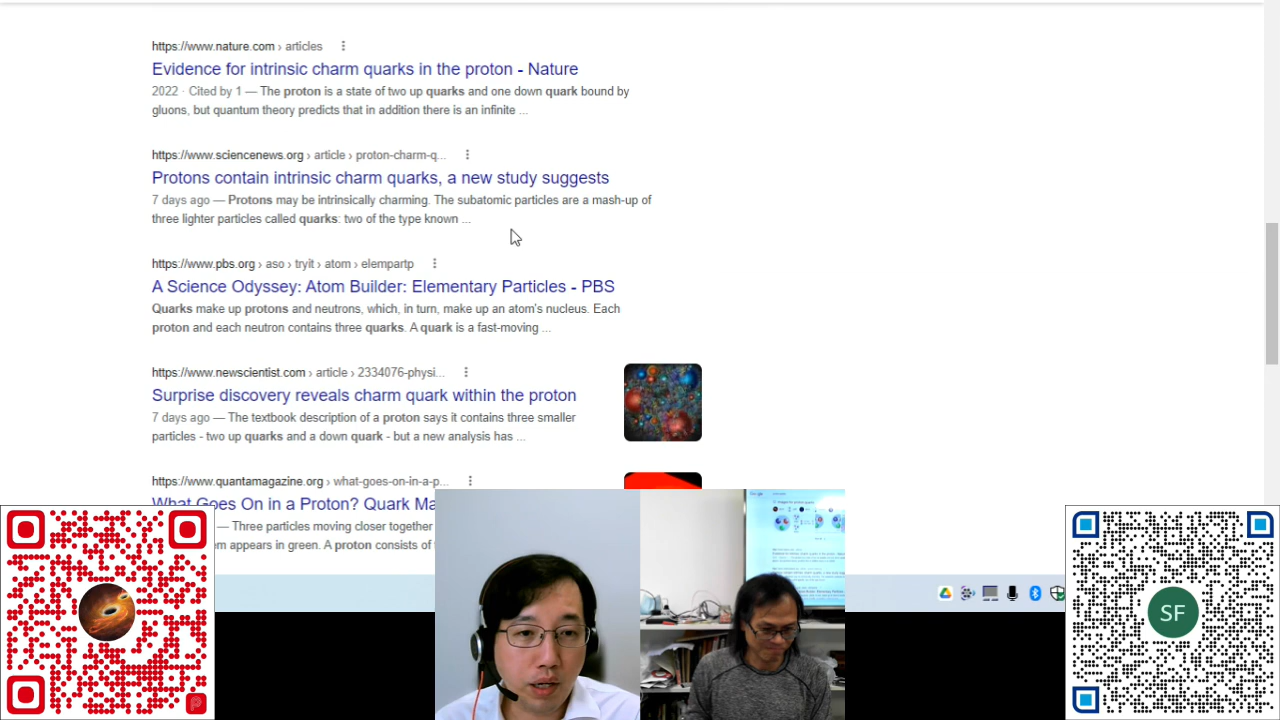 https://www.nature.com › articles
Evidence for intrinsic charm quarks in the proton - Nature
2022 · Cited by 1 — The proton is a state of two up quarks and one down quark bound by
gluons, but quantum theory predicts that in addition there is an infinite ...
https://www.sciencenews.org › article › proton-charm-q...
Protons contain intrinsic charm quarks, a new study suggests
7 days ago — Protons may be intrinsically charming. The subatomic particles are a mash-up of
three lighter particles called quarks: two of the type known ...
https://www.pbs.org › aso › tryit › atom › elempartp
A Science Odyssey: Atom Builder: Elementary Particles - PBS
Quarks make up protons and neutrons, which, in turn, make up an atom's nucleus. Each
proton and each neutron contains three quarks. A quark is a fast-moving ...
https://www.newscientist.com › article › 2334076-physi...
Surprise discovery reveals charm quark within the proton
7 days ago — The textbook description of a proton says it contains three smaller
particles - two up quarks and a down quark - but a new analysis has ...
https://www.quantamagazine.org › what-goes-on-in-a-p...
What Goes On in a Proton? Quark Ma
— Three particles moving closer together
em appears in green. A proton consists of
SF